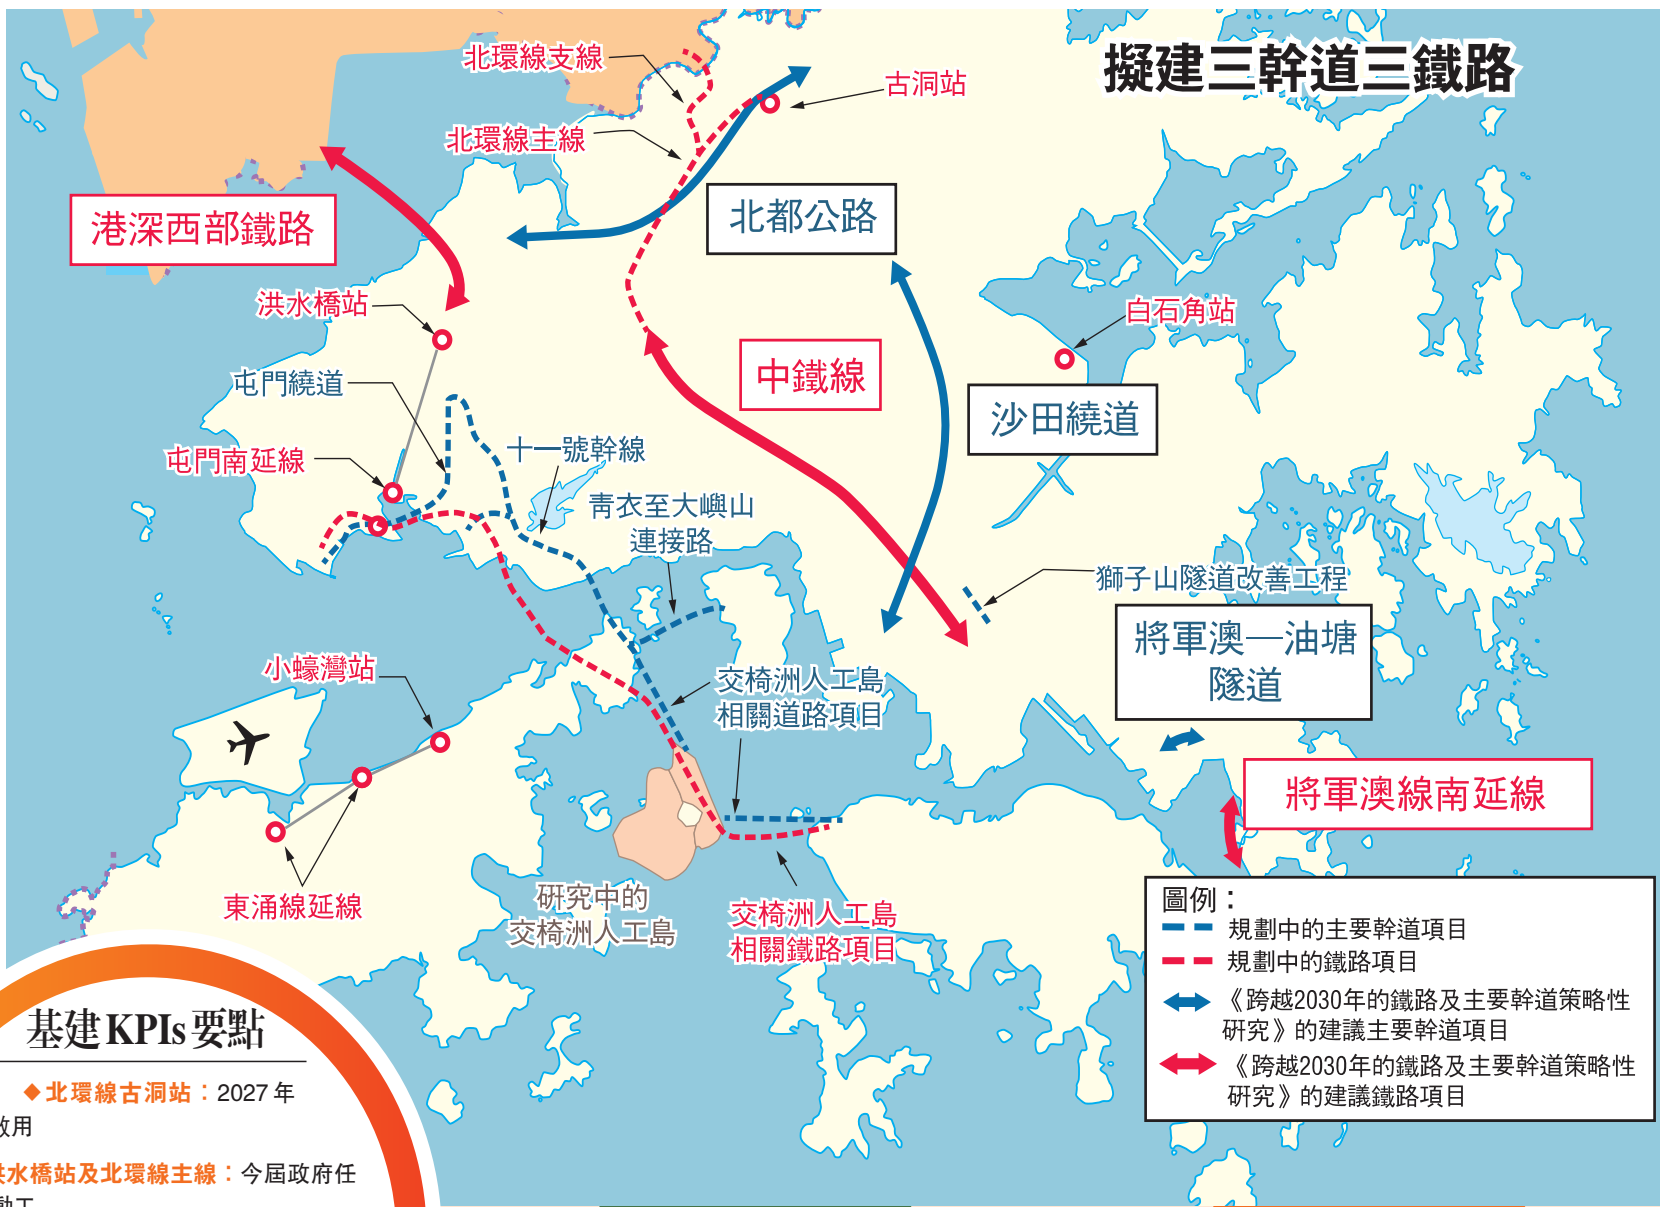 擬建三幹道三鐵路
北環線支線
古洞站
北環線主線
港深西部鐵路
北都公路
洪水橋站
白石角站
屯門繞道
中鐵線
沙田繞道
屯門南延線
十一號幹線
青衣至大嶼山
連接路
獅子山隧道改善工程
將軍澳—油塘
隧道
小蠔灣站
交椅洲人工島
相關道路項目
將軍澳線南延線
東涌線延線
研究中的
交椅洲人工島
交椅洲人工島
相關鐵路項目
圖例：
規劃中的主要幹道項目
規劃中的鐵路項目
《跨越2030年的鐵路及主要幹道策略性
研究》的建議主要幹道項目
《跨越2030年的鐵路及主要幹道策略性
研究》的建議鐵路項目
基建KPIs要點
◆北環線古洞站：2027年
用
水橋站及北環線主線：今屆政府任